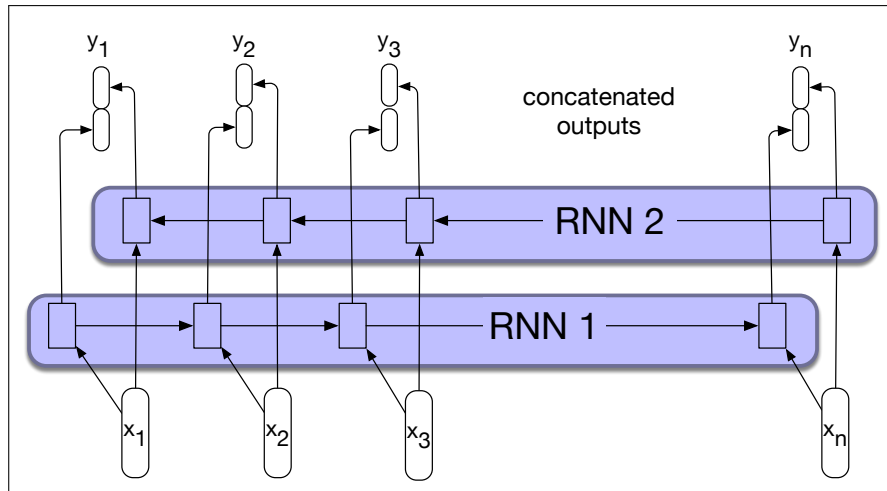 y1 y2 y3 yn
concatenated
outputs
RNN 2
RNN 1
x1 x2 x3 xn